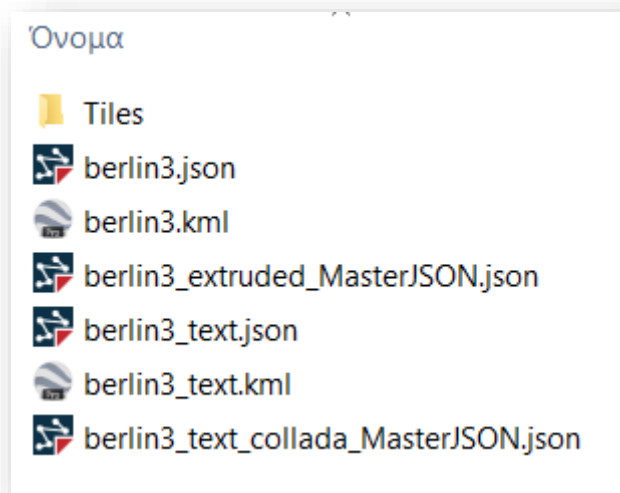 Όνομα
Tiles
berlin3.json
berlin3.kml
berlin3_extruded_MasterJSON.json
berlin3_text.json
berlin3_text.kml
berlin3_text_collada_MasterJSON.json